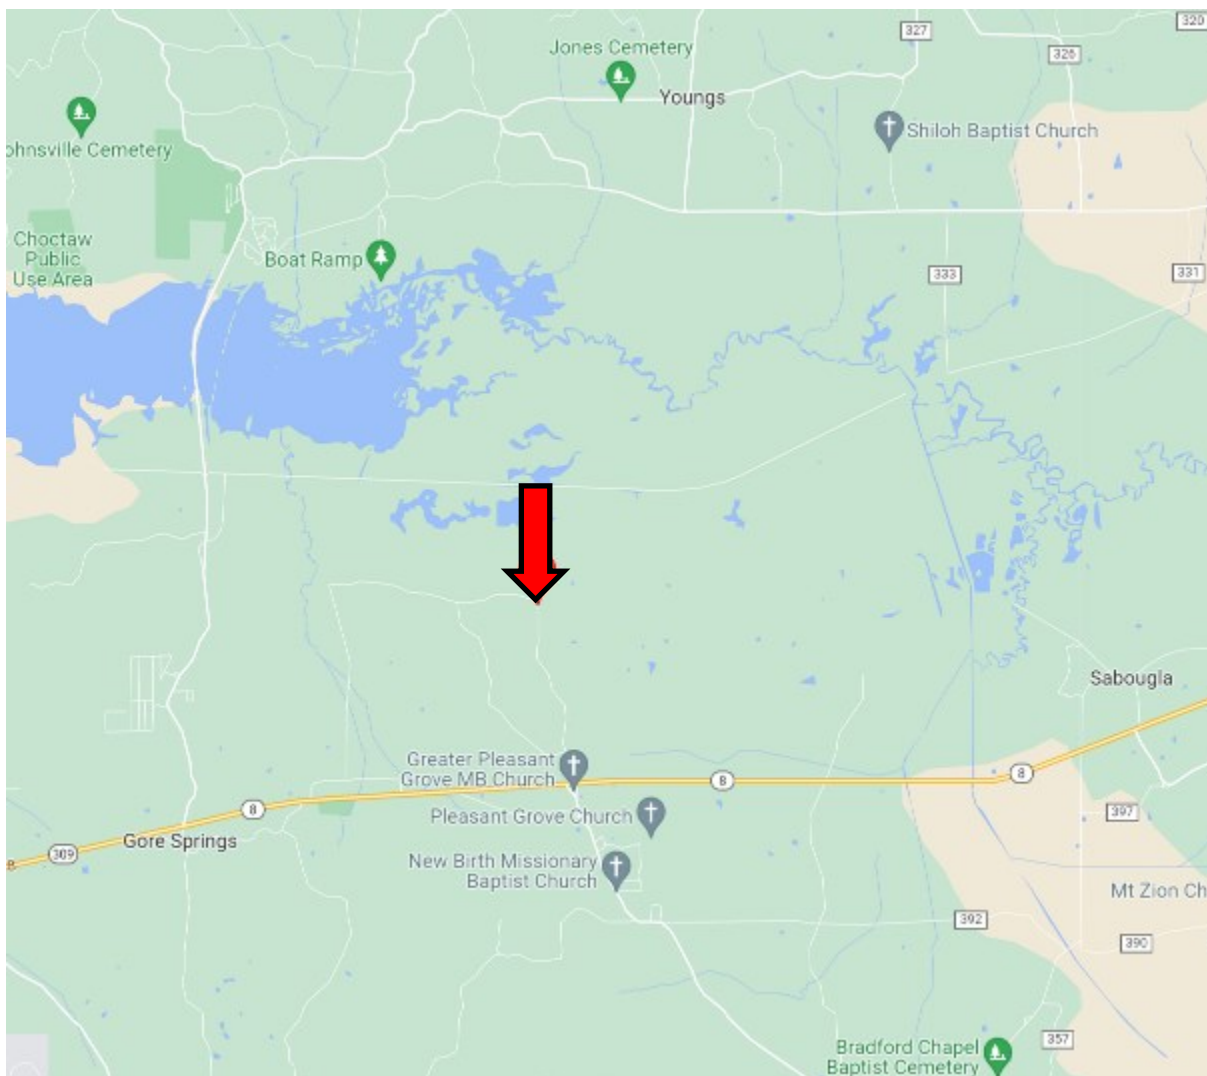 327
320
Jones Cemetery
326
Youngs
Shiloh Baptist Church
ohnsville Cemetery
Choctaw
Public
Use Area
Boat Ramp
333
331
Sabougla
Greater Pleasant
Grove MB Church
8
8
8
397
Pleasant Grove Church
Gore Springs
309
8
New Birth Missionary
Baptist Church
Mt Zion Ch
392
390
Bradford Chapel
Baptist Cemetery
357